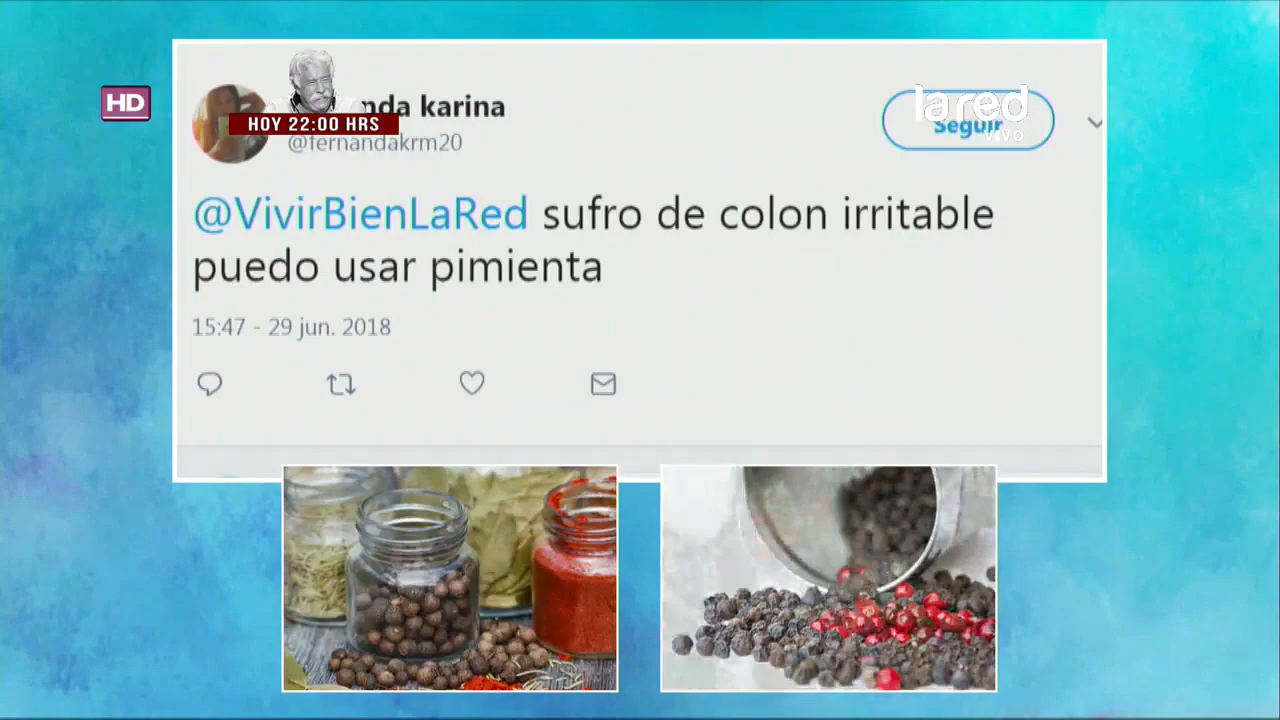 HD
nda karina
HOY 22:00 HRS
@fernandakrm20
la red
Seguir
VIVO
@VivirBienLaRed sufro de colon irritable
puedo usar pimienta
15:47 - 29 jun. 2018